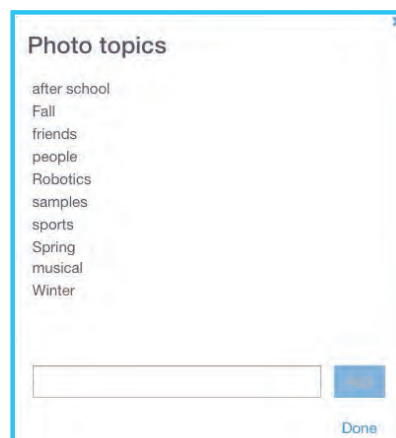 Photo topics
after school
Fall
friends
people
Robotics
samples
sports
Spring
musical
Winter
Done